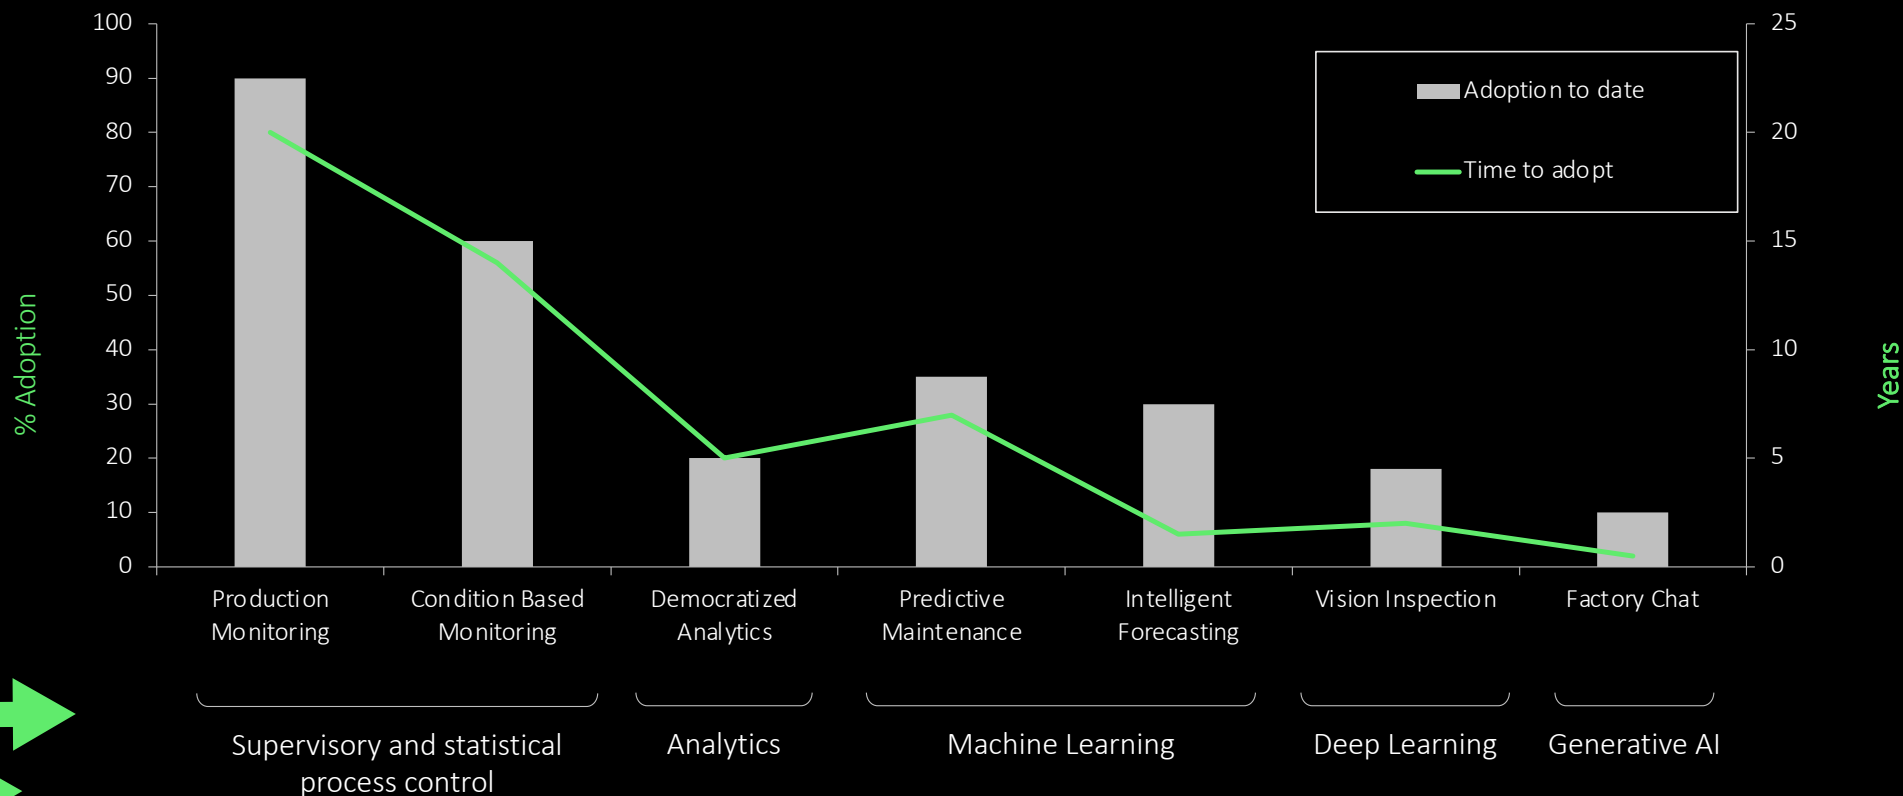 % Adoption
100
90
80
70
60
50
40
30
20
10
0
25
20
15
10
5
0
Years
Adoption to date
Time to adopt
Production
Monitoring
Condition Based
Monitoring
Democratized
Analytics
Predictive
Maintenance
Intelligent
Forecasting
Vision Inspection
Factory Chat
Supervisory and statistical
process control
Analytics
Machine Learning
Deep Learning
Generative AI